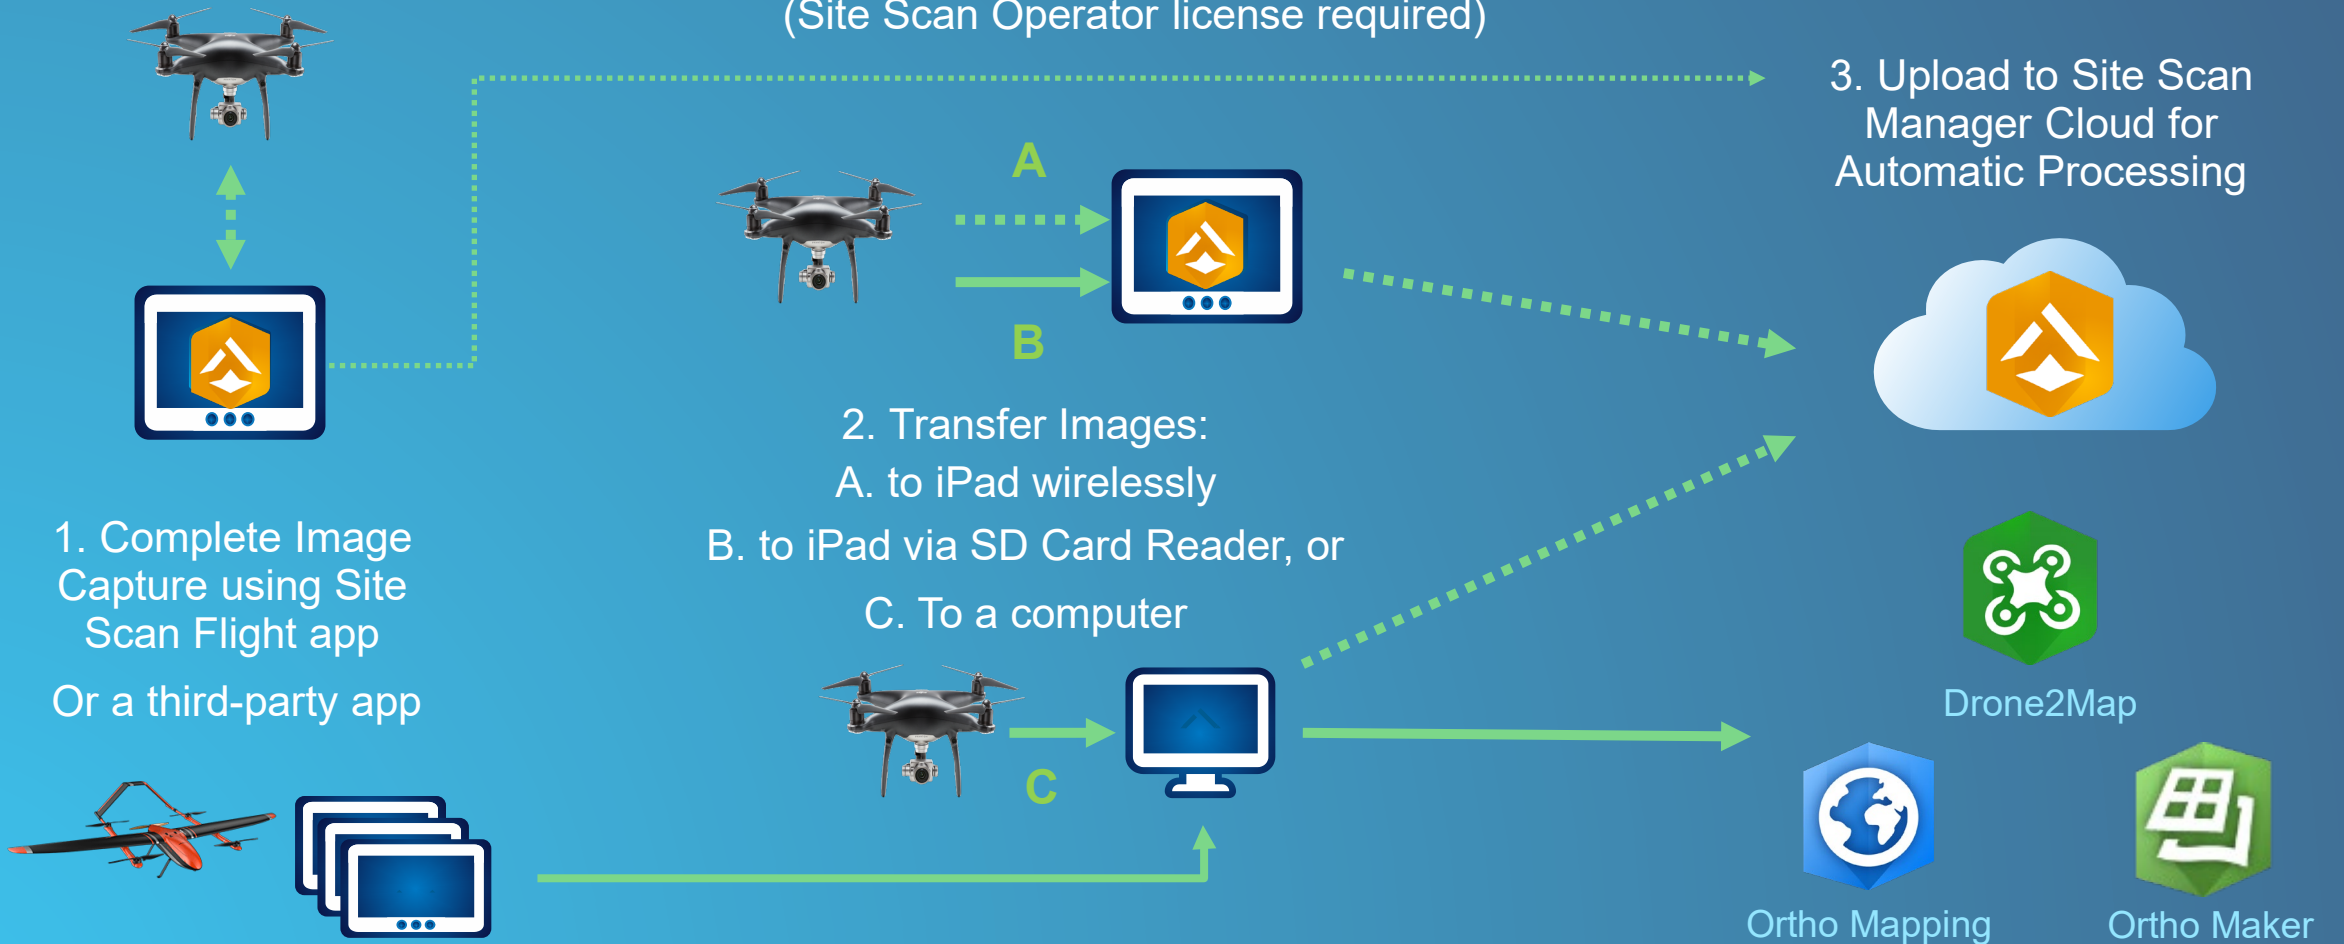 (Site Scan Operator license required)
3. Upload to Site Scan
Manager Cloud for
Automatic Processing
A
B
2. Transfer Images:
A. to iPad wirelessly
B. to iPad via SD Card Reader, or
C. To a computer
1. Complete Image
Capture using Site
Scan Flight app
Or a third-party app
C
Drone2Map
Ortho Mapping
Ortho Maker